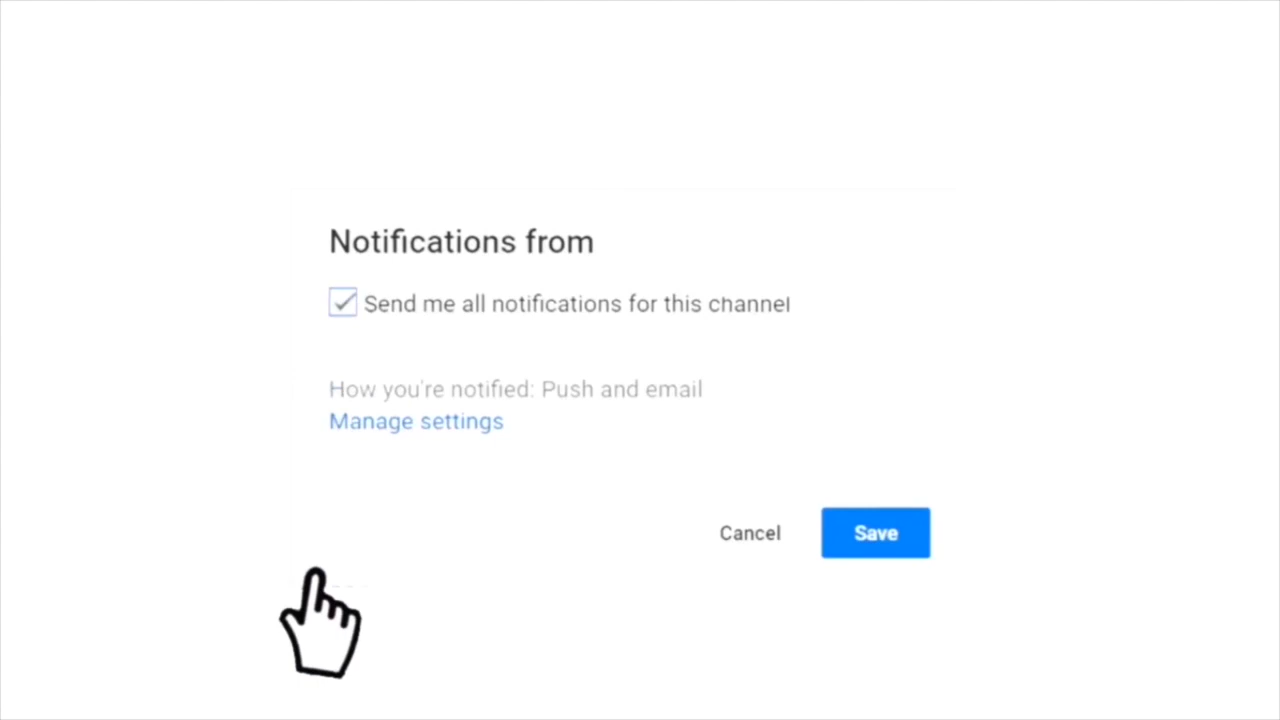 Notifications from
Send me all notifications for this channel
How you're notified: Push and email
Manage settings
Cancel
Save